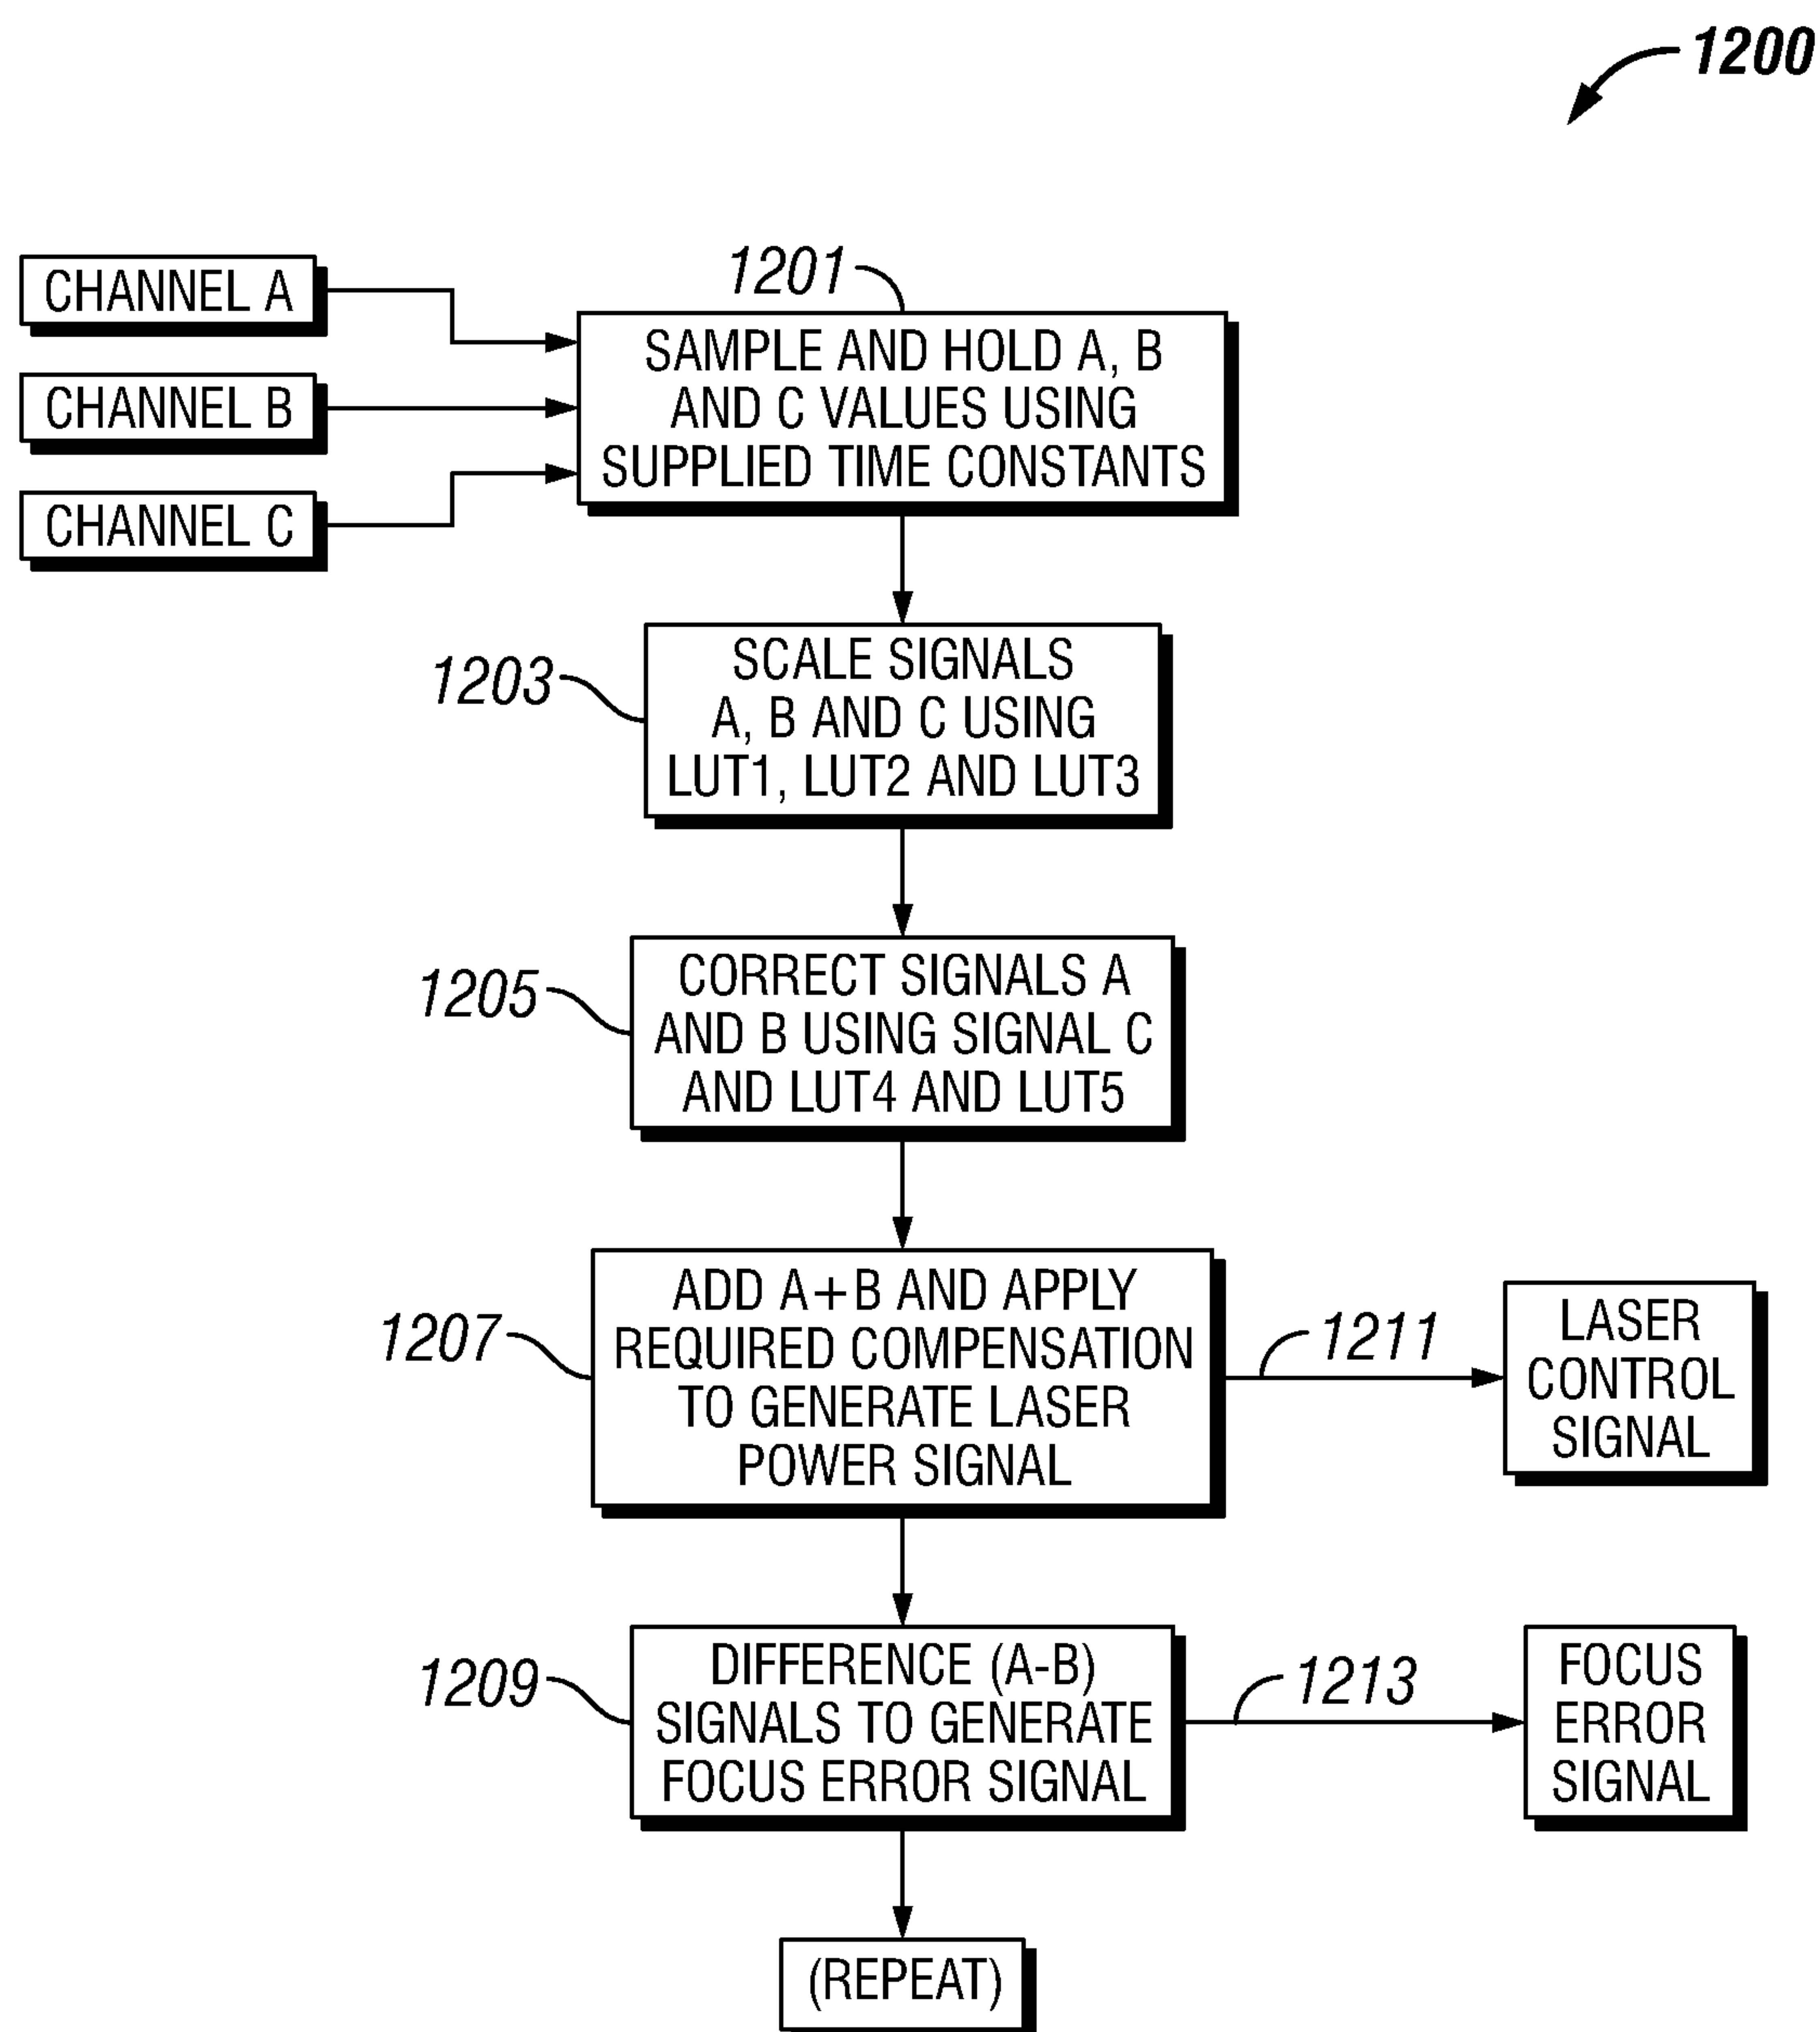 1200
CHANNEL A
CHANNEL B
CHANNEL C
1201
SAMPLE AND HOLD A, B
AND C VALUES USING
SUPPLIED TIME CONSTANTS
1203
SCALE SIGNALS
A, B AND C USING
LUT1, LUT2 AND LUT3
1205
CORRECT SIGNALS A
AND B USING SIGNAL C
AND LUT4 AND LUT5
1207
ADD A+B AND APPLY
REQUIRED COMPENSATION
TO GENERATE LASER
POWER SIGNAL
1211
LASER
CONTROL
SIGNAL
1209
DIFFERENCE (A-B)
SIGNALS TO GENERATE
FOCUS ERROR SIGNAL
1213
FOCUS
ERROR
SIGNAL
(REPEAT)